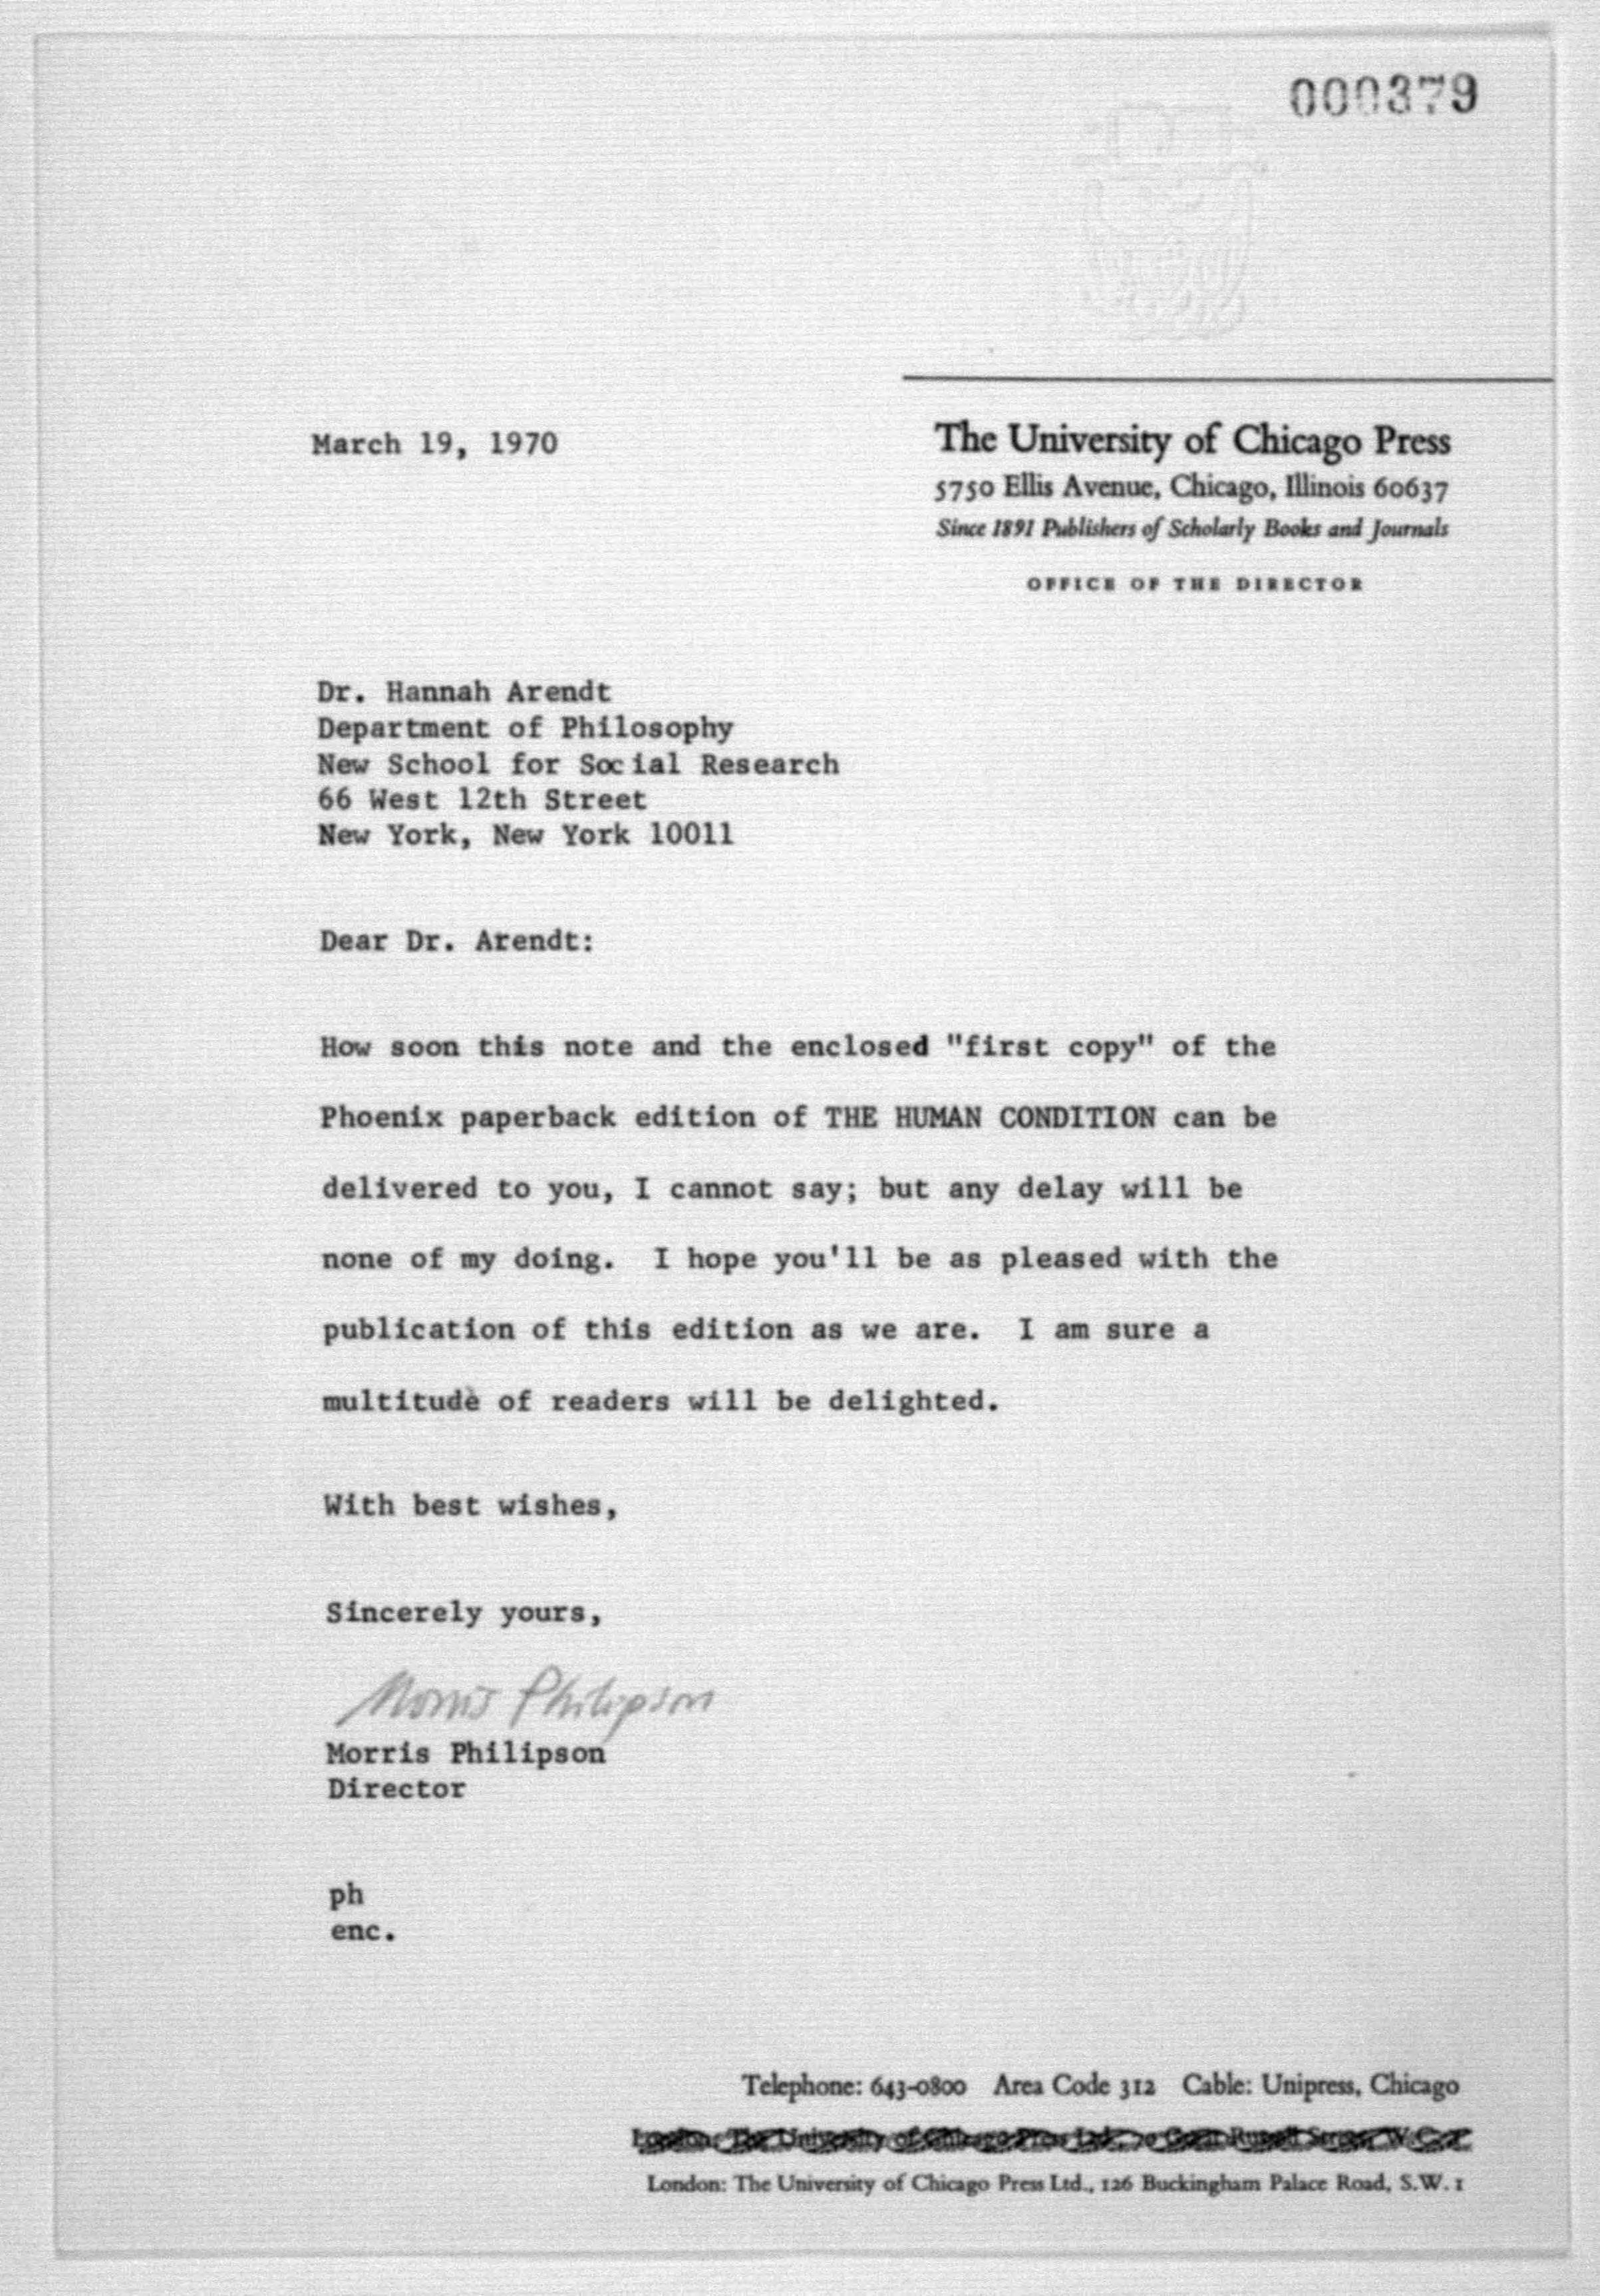 000379
March 19, 1970
The University of Chicago Press
5750 Ellis Avenue, Chicago, Illinois 60637
Since 1891 Publishers of Scholarly Books and Journals
OFFICE OF THE DIRECTOR
Dr. Hannah Arendt
Department of Philosophy
New School for Social Research
66 West 12th Street
New York, New York 10011
Dear Dr. Arendt:
How soon this note and the enclosed "first copy" of the
Phoenix paperback edition of THE HUMAN CONDITION can be
delivered to you, I cannot say; but any delay will be
none of my doing. I hope you'll be as pleased with the
publication of this edition as we are. I am sure a
multitude of readers will be delighted.
With best wishes,
Sincerely yours,
Morris Philipson
Morris Philipson
Director
ph
enc.
Telephone: 643-0800 Area Code 312 Cable: Unipress, Chicago
London: The University of Chicago Press Ltd.,
London: The University of Chicago Press Ltd., 126 Buckingham Palace Road, S.W. 1